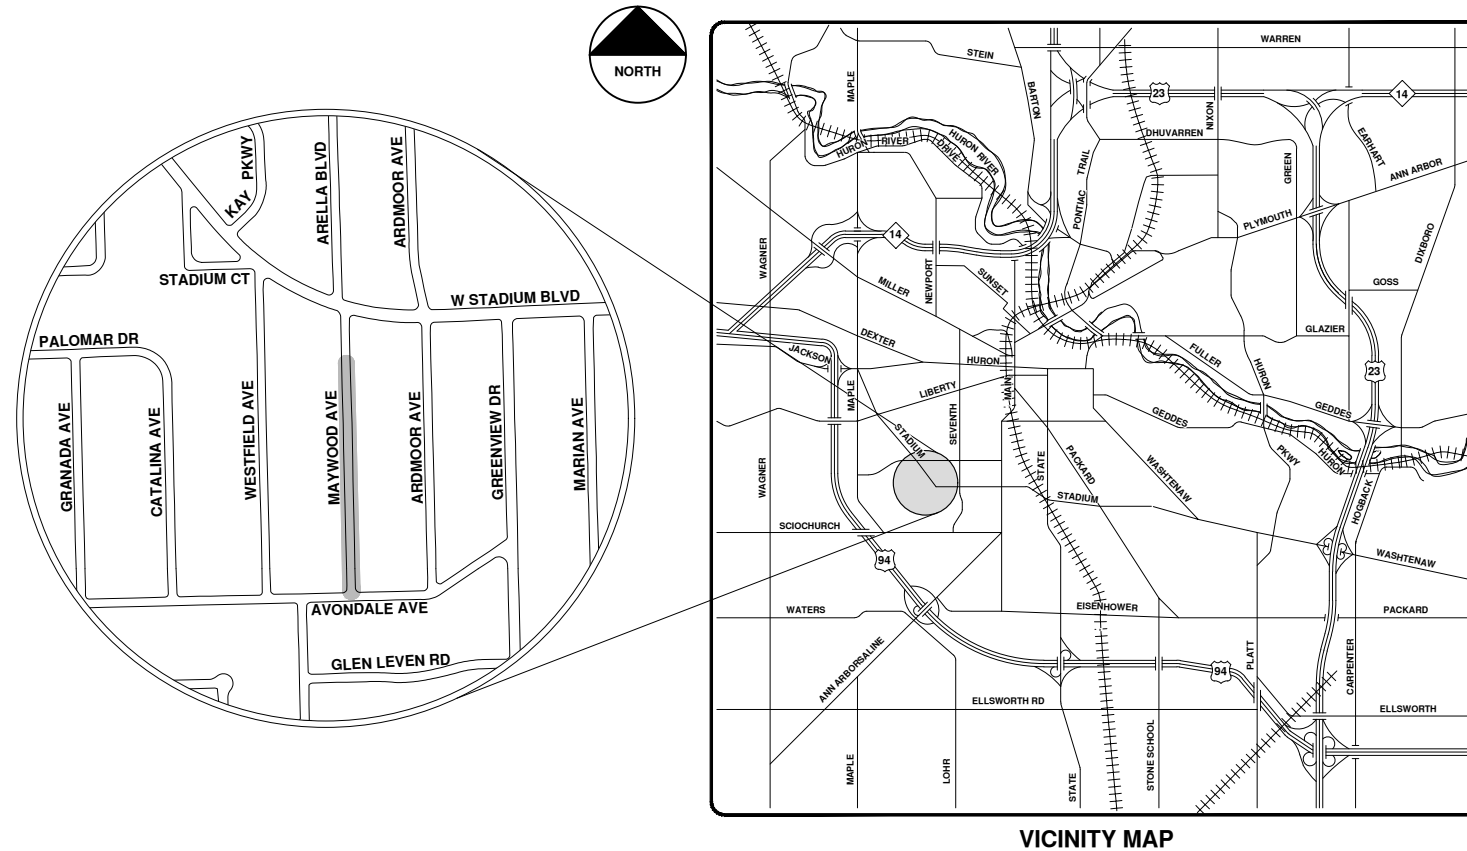 NORTH
KAY PKWY
ARELLA BLVD
ARDMOOR AVE
STADIUM CT
W STADIUM BLVD
PALOMAR DR
GRANADA AVE
CATALINA AVE
WESTFIELD AVE
MAYWOOD AVE
ARDMOOR AVE
GREENVIEW DR
MARIAN AVE
AVONDALE AVE
GLEN LEVEN RD
WARREN
STEIN
MAPLE
BARTON
23
NIXON
14
DHUVARREN
EARHART
HURON RIVER DRIVE
HURON RIVER
PONTIAC TRAIL
GREEN
ANN ARBOR
PLYMOUTH
DIXBORO
WAGNER
14
NEWPORT
MILLER
SUNSET
GOSS
DEXTER
GLAZIER
JACKSON
HURON
FULLER
HURON
23
MAPLE
LIBERTY
MAIN
SEVENTH
GEDDES
GEDDES
STADIUM
WAGNER
STATE
PACKARD
WASHTENAW
PKWY
HURON
STADIUM
HOGBACK
SCIOCHURCH
94
WASHTENAW
WATERS
EISENHOWER
PACKARD
ANN ARBORSALINE
PLATT
CARPENTER
94
ELLSWORTH RD
ELLSWORTH
MAPLE
LOHR
STATE
STONE SCHOOL
VICINITY MAP